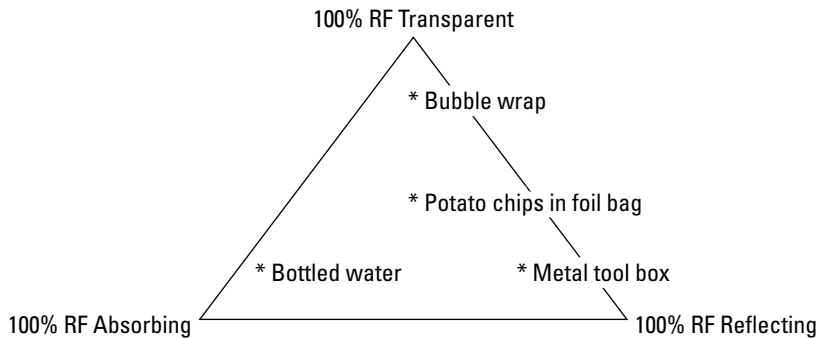 100% RF Transparent
* Bubble wrap
* Potato chips in foil bag
* Bottled water
* Metal tool box
100% RF Absorbing
100% RF Reflecting